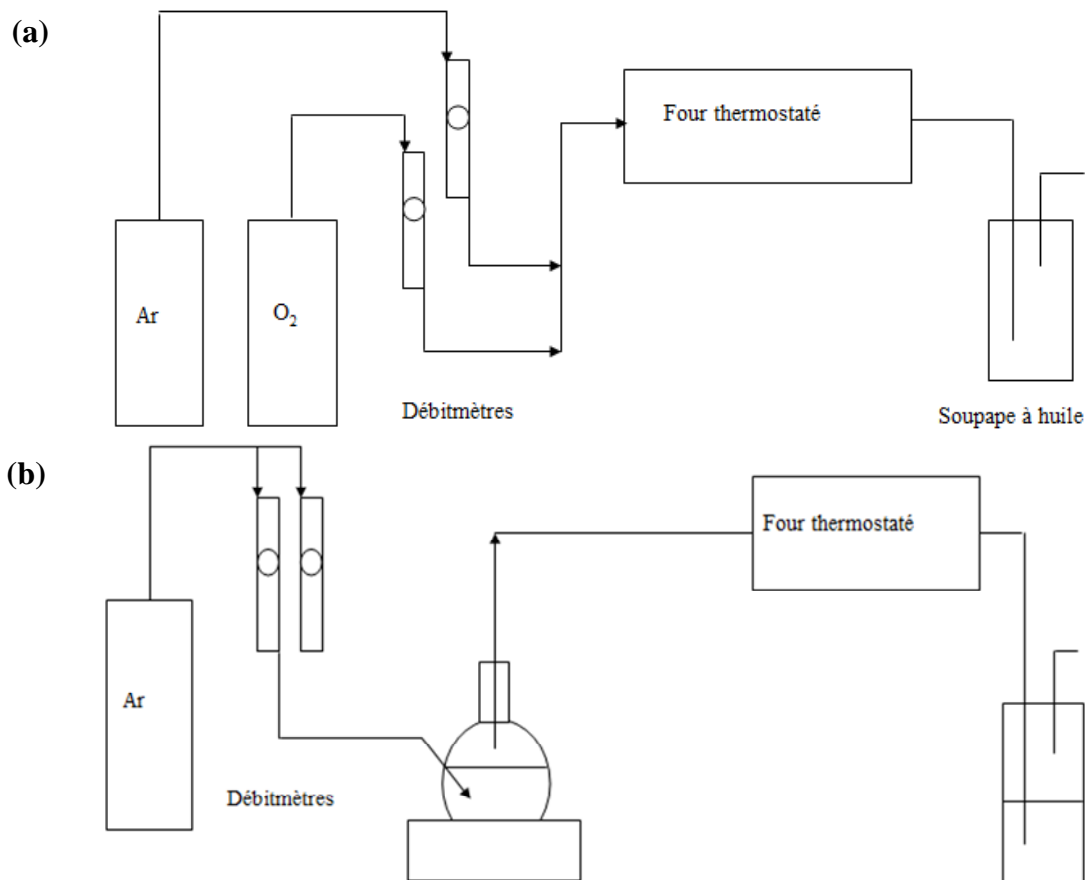 (a)
Four thermostaté
Ar
O₂
Débitmètres
Soupape à huile
(b)
Four thermostaté
Ar
Débitmètres